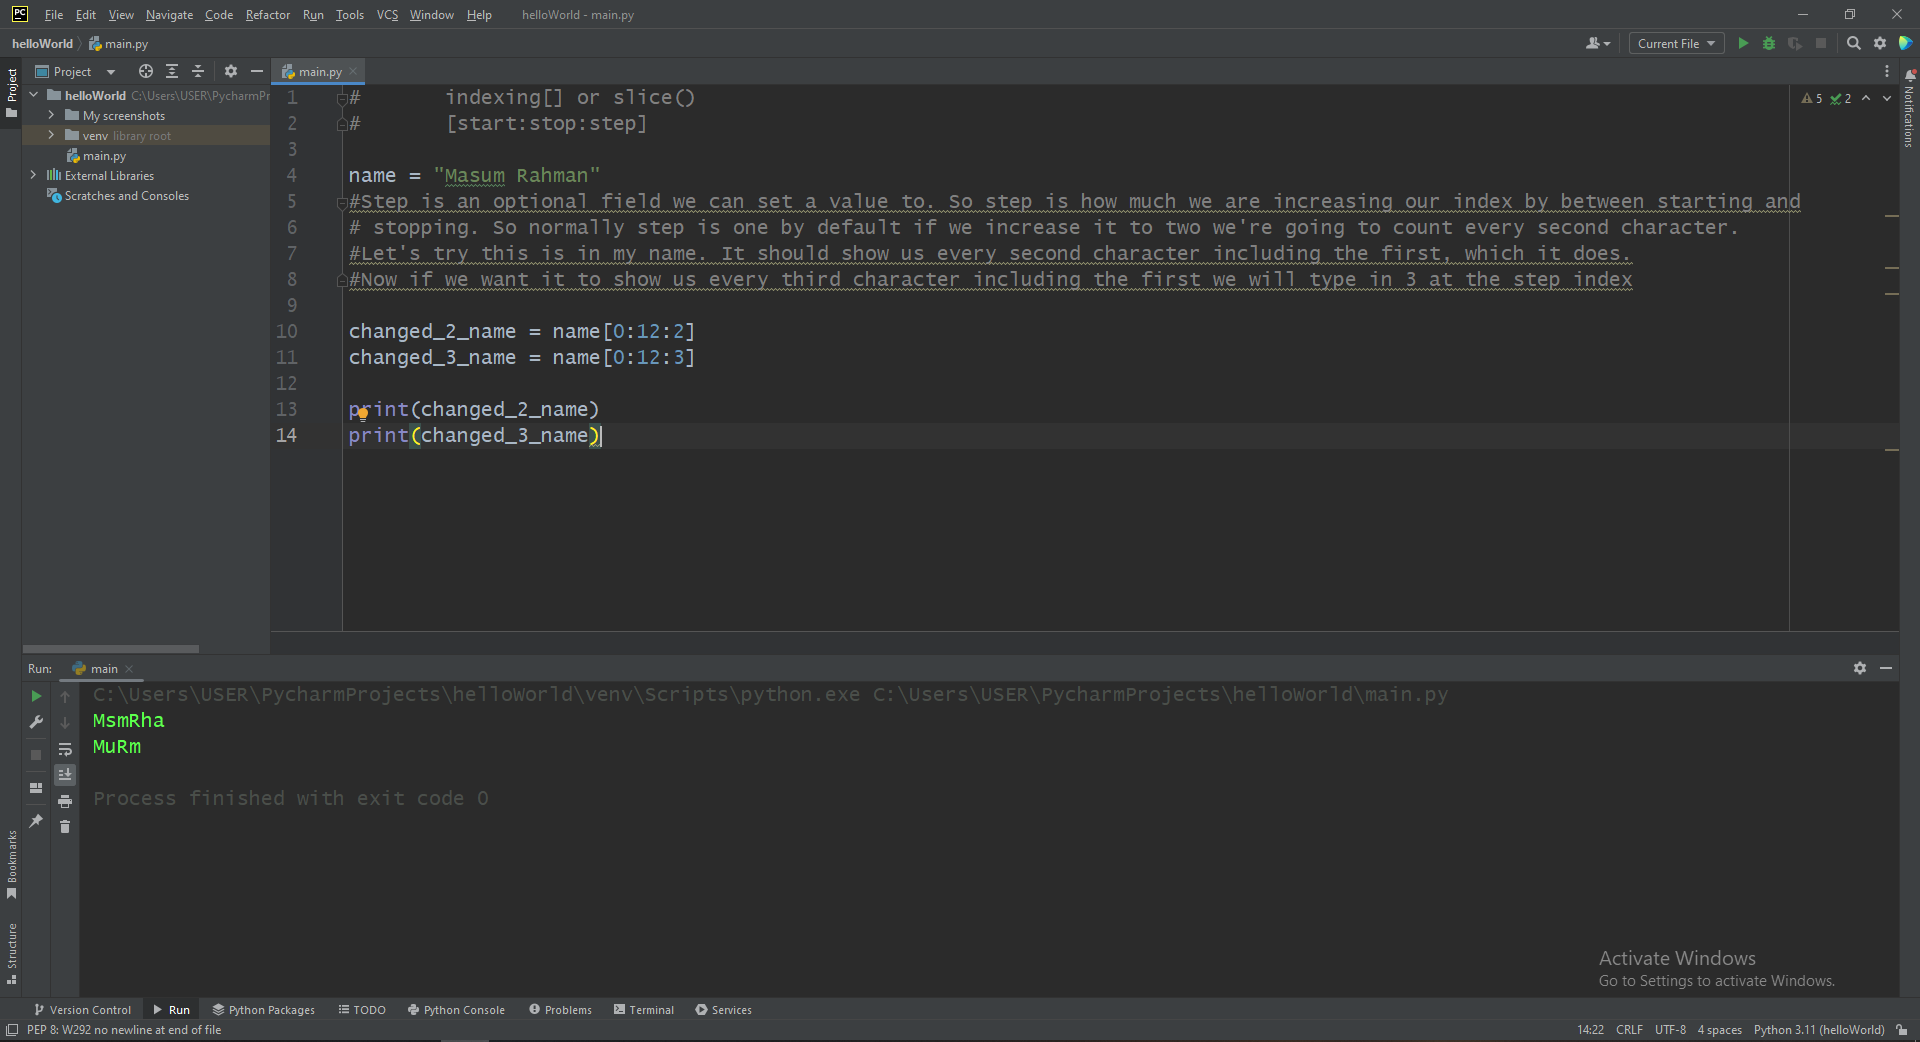 PC File Edit View Navigate Code Refactor Run Tools VCS Window Help helloWorld - main.py
helloWorld main.py Current File
Project main.py
helloWorld C:\Users\USER\PycharmPr
My screenshots
venv library root
main.py
External Libraries
Scratches and Consoles
Project
Bookmarks
Structure
Notifications
5 2
1 # indexing[] or slice()
2 # [start:stop:step]
3
4 name = "Masum Rahman"
5 #Step is an optional field we can set a value to. So step is how much we are increasing our index by between starting and
6 # stopping. So normally step is one by default if we increase it to two we're going to count every second character.
7 #Let's try this is in my name. It should show us every second character including the first, which it does.
8 #Now if we want it to show us every third character including the first we will type in 3 at the step index
9
10 changed_2_name = name[0:12:2]
11 changed_3_name = name[0:12:3]
12
13 print(changed_2_name)
14 print(changed_3_name)
Run: main
C:\Users\USER\PycharmProjects\helloWorld\venv\Scripts\python.exe C:\Users\USER\PycharmProjects\helloWorld\main.py
MsmRha
MuRm
Process finished with exit code 0
Activate Windows
Go to Settings to activate Windows.
Version Control Run Python Packages TODO Python Console Problems Terminal Services
PEP 8: W292 no newline at end of file 14:22 CRLF UTF-8 4 spaces Python 3.11 (helloWorld)